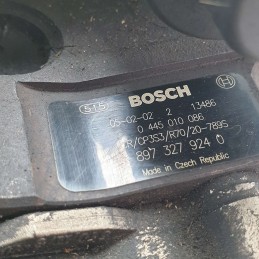 515 BOSCH
05-02-02 2 13486
0 445 010 086
R/CP3S3/R70/20-789S
897 327 924 0
Made in Czech Republic